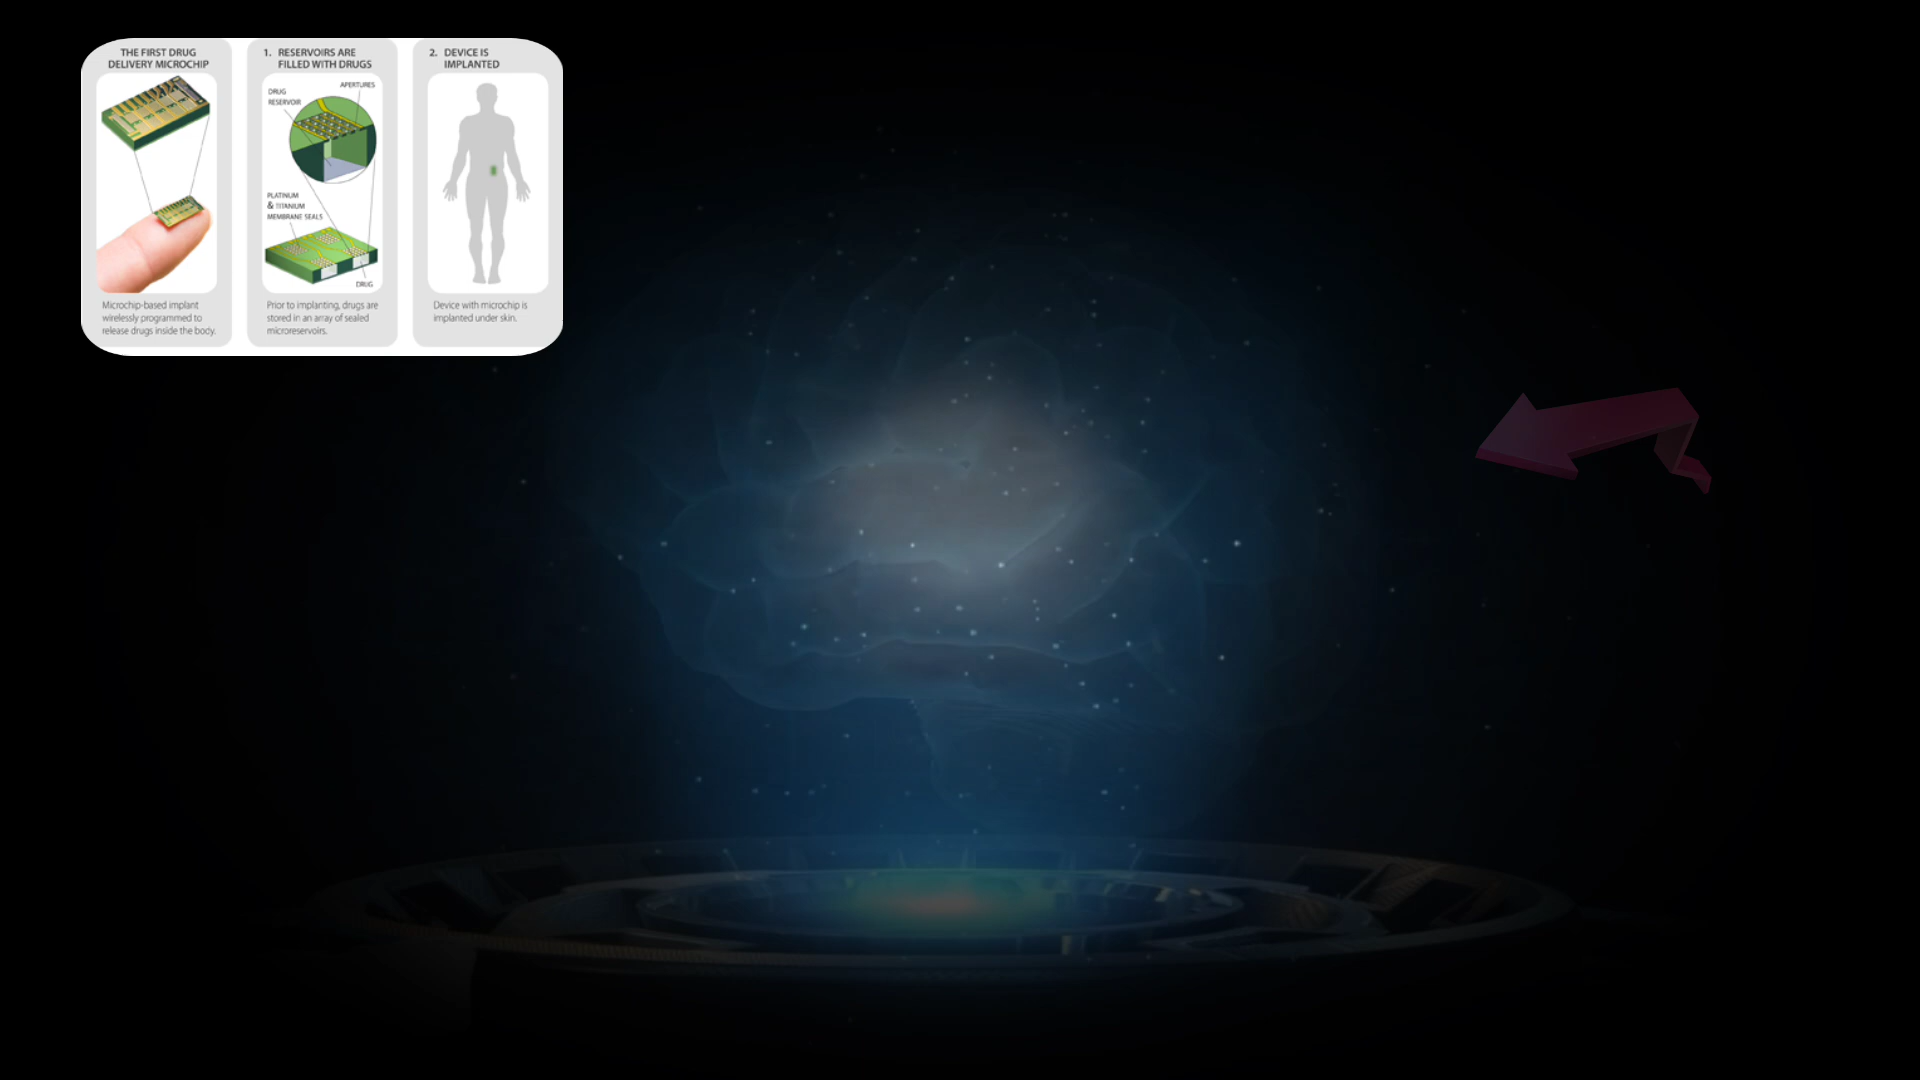 THE FIRST DRUG
DELIVERY MICROCHIP
Microchip-based implant
wirelessly programmed to
release drugs inside the body.
1. RESERVOIRS ARE
FILLED WITH DRUGS
APERTURES
DRUG
RESERVOIR
PLATINUM
& TITANIUM
MEMBRANE SEALS
DRUG
Prior to implanting, drugs are
stored in an array of sealed
microreservoirs.
2. DEVICE IS
IMPLANTED
Device with microchip is
implanted under skin.